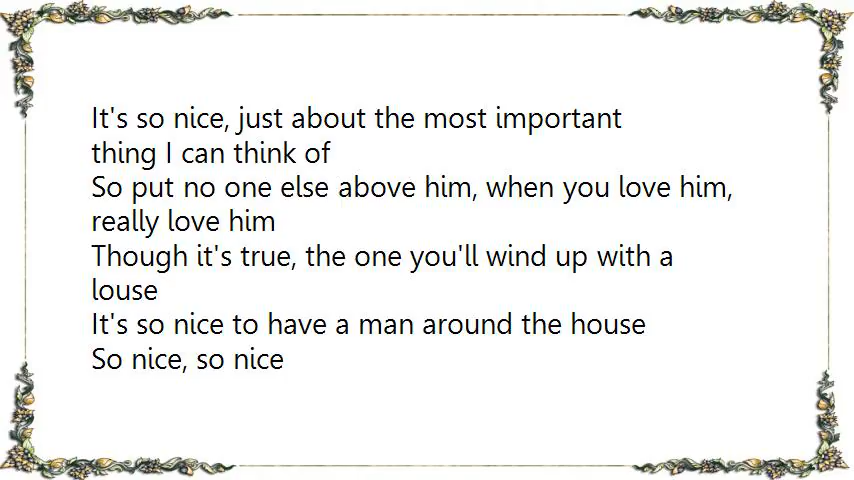 It's so nice, just about the most important
thing I can think of
So put no one else above him, when you love him,
really love him
Though it's true, the one you'll wind up with a
louse
It's so nice to have a man around the house
So nice, so nice